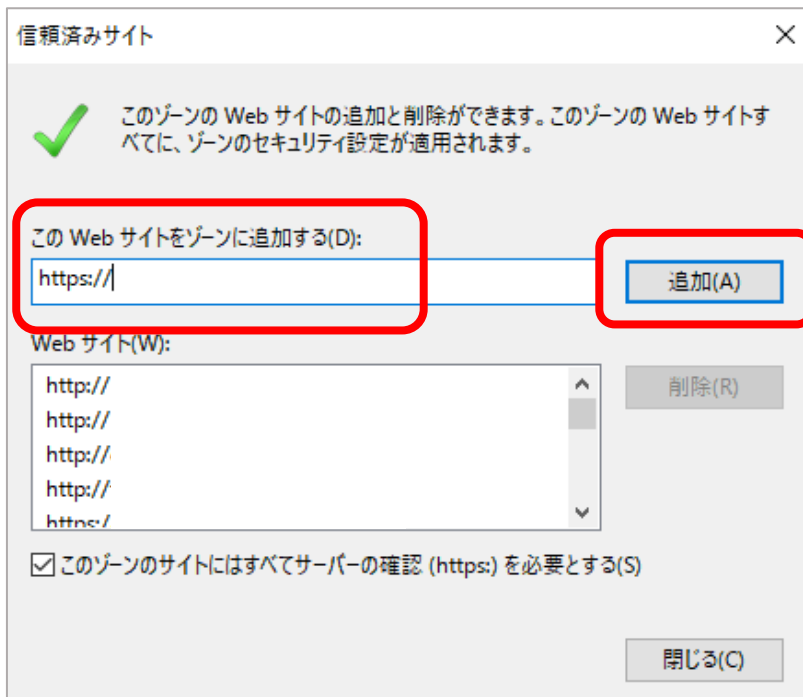 信頼済みサイト
このゾーンの Web サイトの追加と削除ができます。このゾーンの Web サイトす
べてに、ゾーンのセキュリティ設定が適用されます。
この Web サイトをゾーンに追加する(D):
https://
追加(A)
Web サイト(W):
http://
削除(R)
http://
http://
http://
https:/
このゾーンのサイトにはすべてサーバーの確認 (https:) を必要とする(S)
閉じる(C)